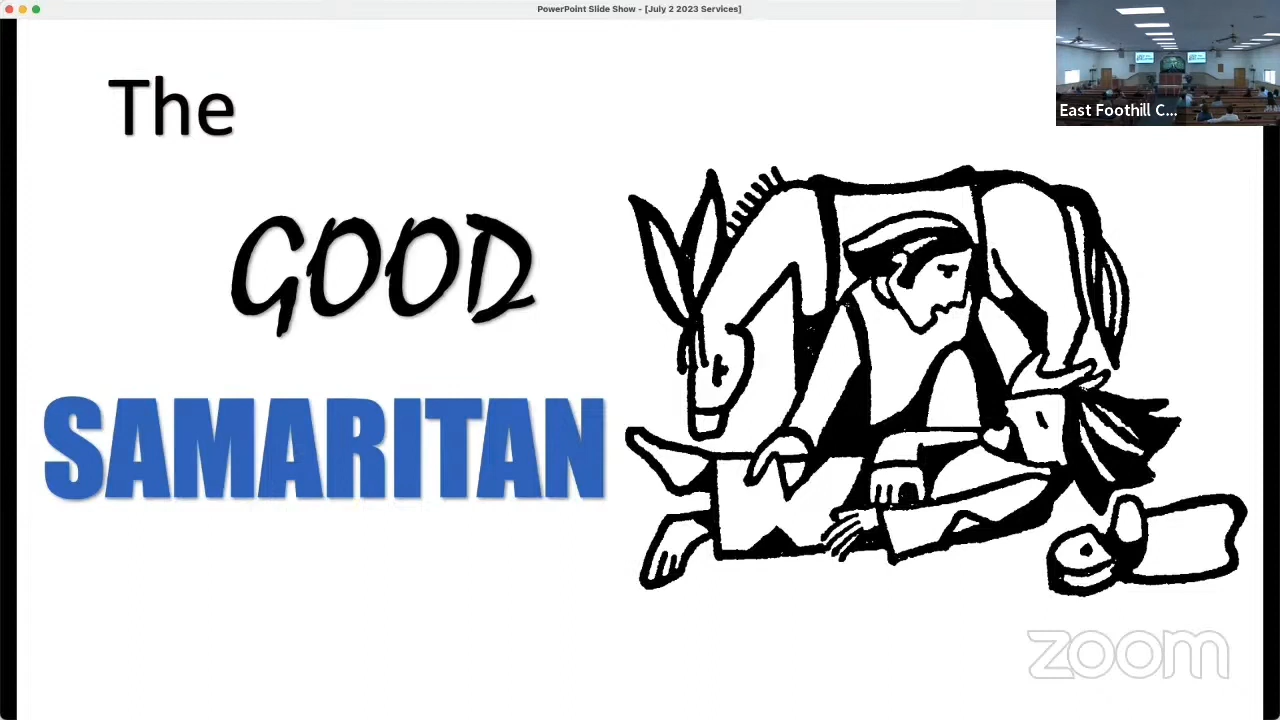 PowerPoint Slide Show - [July 2 2023 Services]
East Foothill C...
The
GOOD
SAMARITAN
zoom